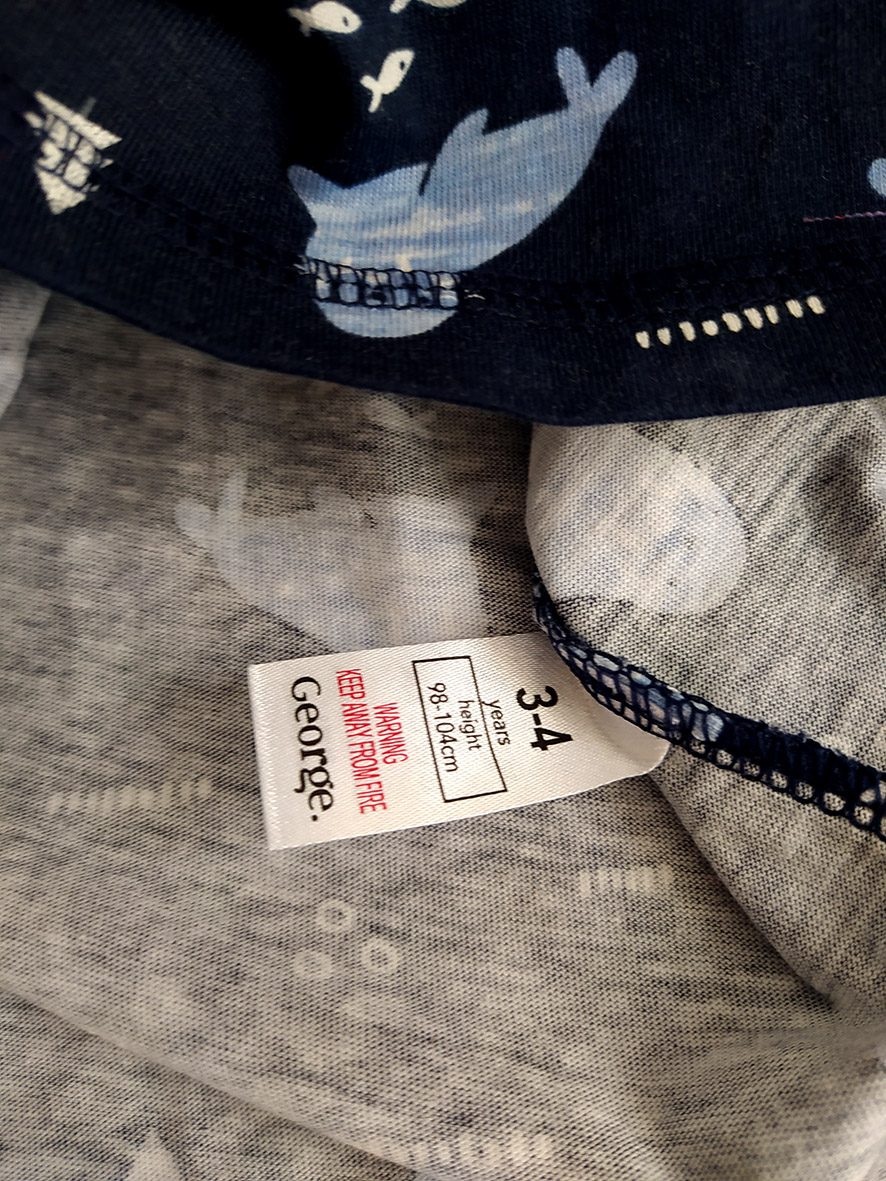 3-4
years
height
98-104cm
WARNING
KEEP AWAY FROM FIRE
George.